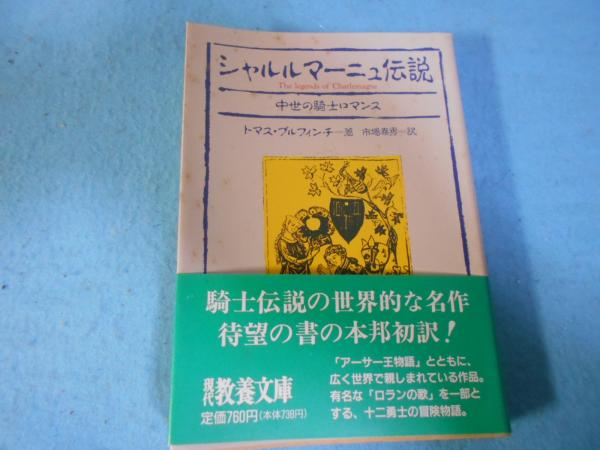 シャルルマーニュ伝説
The legends of Charlemagne
中世の騎士ロマンス
トマス・ブルフィンチ―著 市場泰男―訳
騎士伝説の世界的な名作
待望の書の本邦初訳!
現代教養文庫
定価760円(本体738円)
「アーサー王物語」とともに、
広く世界で親しまれている作品。
有名な「ロランの歌」を一部と
する、十二勇士の冒険物語。